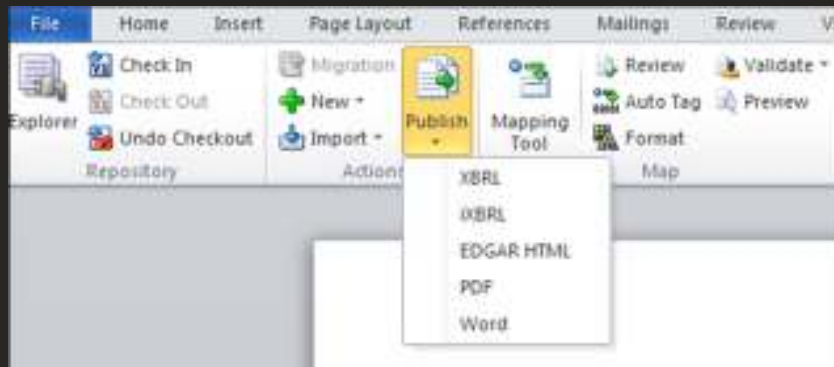 File Home Insert Page Layout References Mailings Review V
Explorer Check In Migration Publish Mapping Tool Review Validate
Check Out New Auto Tag Preview
Undo Checkout Import Format
Repository Actions Map
XBRL
iXBRL
EDGAR HTML
PDF
Word